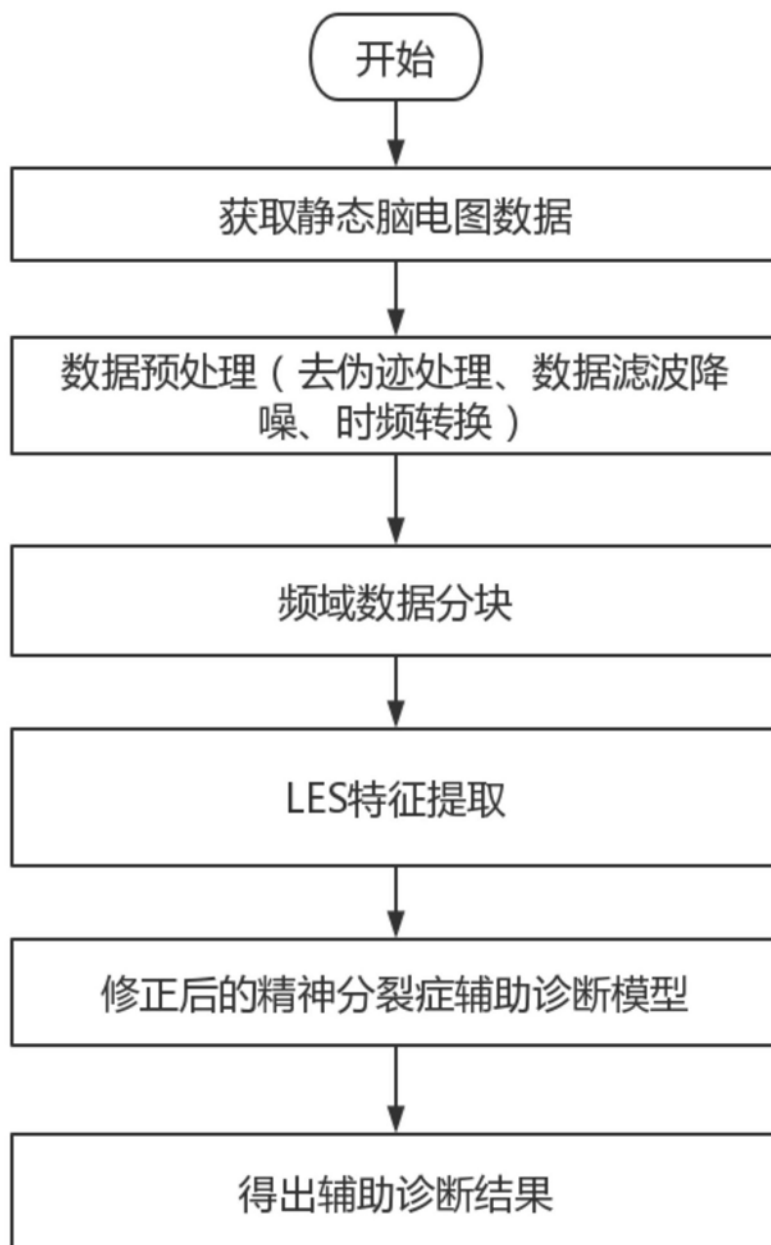 开始
获取静态脑电图数据
数据预处理（去伪迹处理、数据滤波降
噪、时频转换）
频域数据分块
LES特征提取
修正后的精神分裂症辅助诊断模型
得出辅助诊断结果